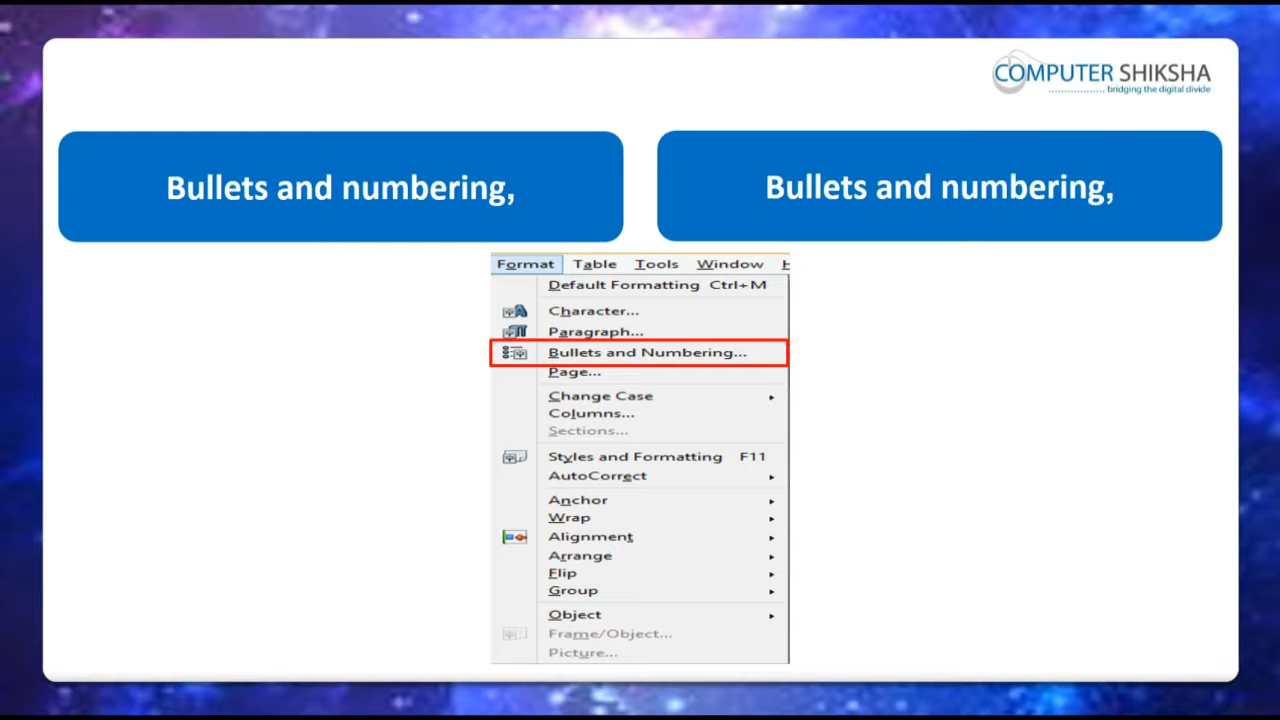 COMPUTER SHIKSHA
bridging the digital divide
Bullets and numbering,
Bullets and numbering,
Format Table Tools Window H
Default Formatting Ctrl+M
Character...
Paragraph...
Bullets and Numbering...
Page...
Change Case
Columns...
Sections...
Styles and Formatting F11
AutoCorrect
Anchor
Wrap
Alignment
Arrange
Flip
Group
Object
Frame/Object...
Picture...